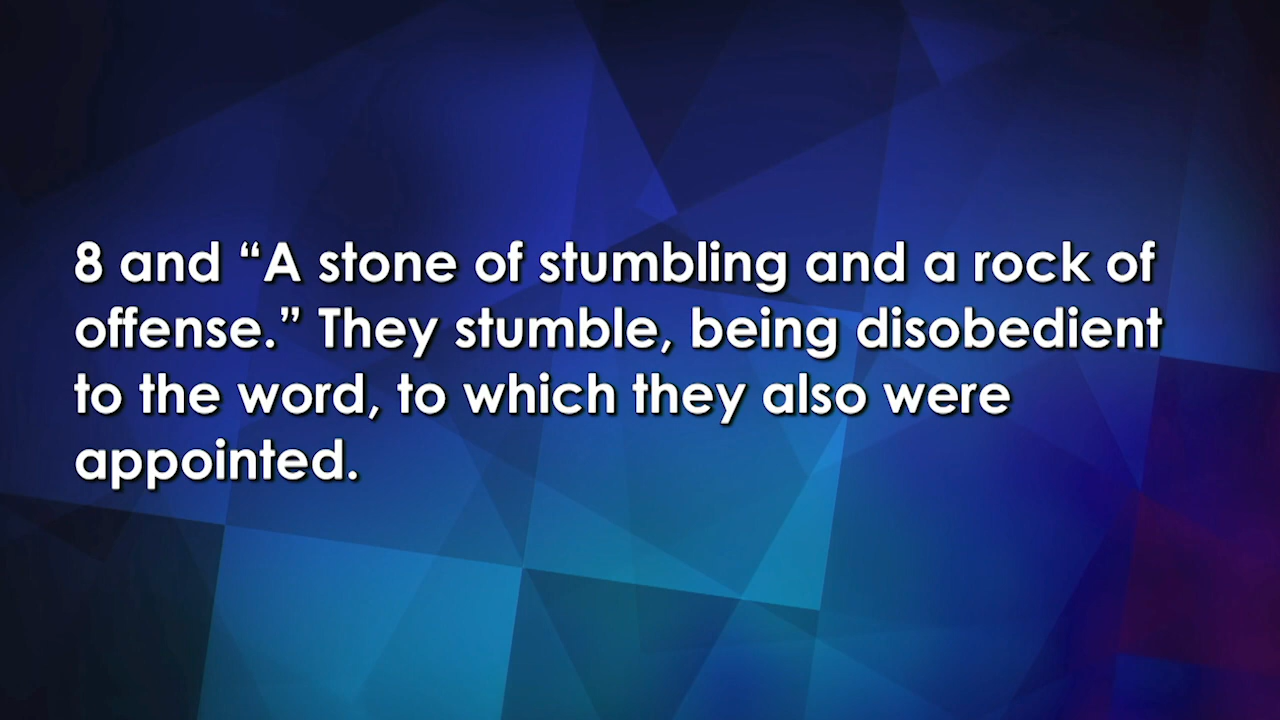 8 and “A stone of stumbling and a rock of
offense.” They stumble, being disobedient
to the word, to which they also were
appointed.